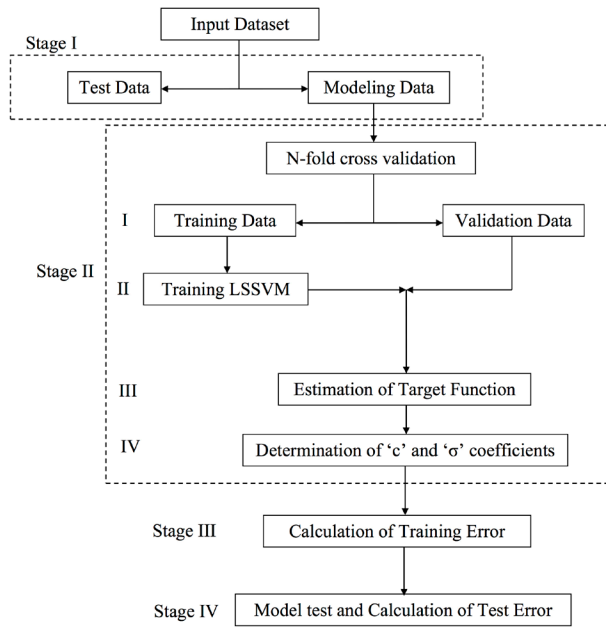 Input Dataset
Stage I
Test Data
Modeling Data
N-fold cross validation
I
Training Data
Validation Data
Stage II
II
Training LSSVM
III
Estimation of Target Function
IV
Determination of ‘c’ and ‘σ’ coefficients
Stage III
Calculation of Training Error
Stage IV
Model test and Calculation of Test Error